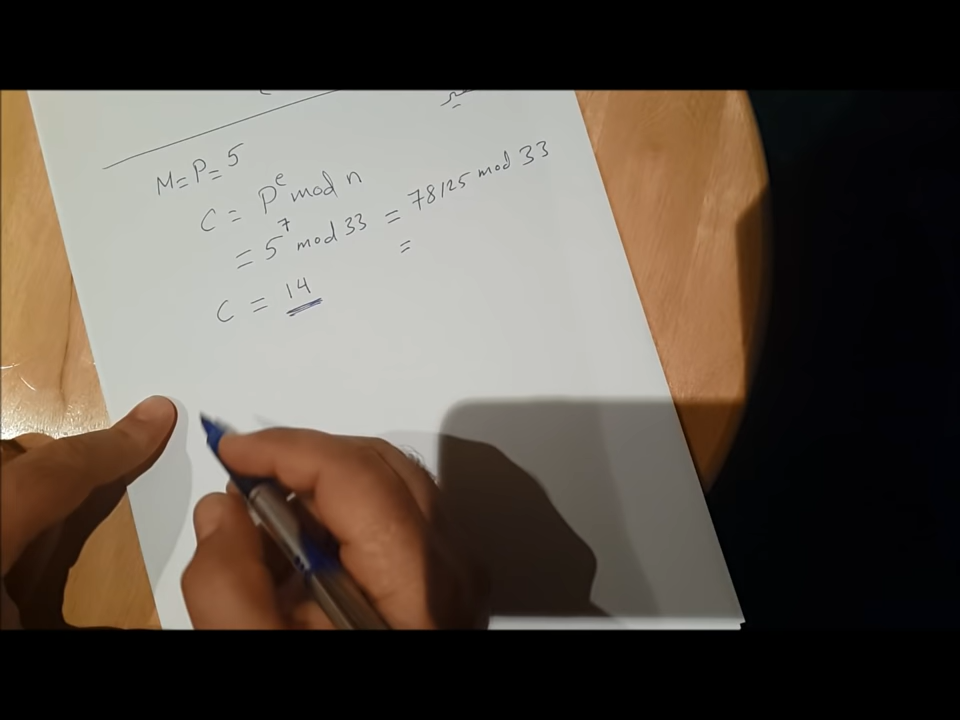 M=P=5
C = P^e mod n
= 5^7 mod 33 = 78125 mod 33
=
C = 14